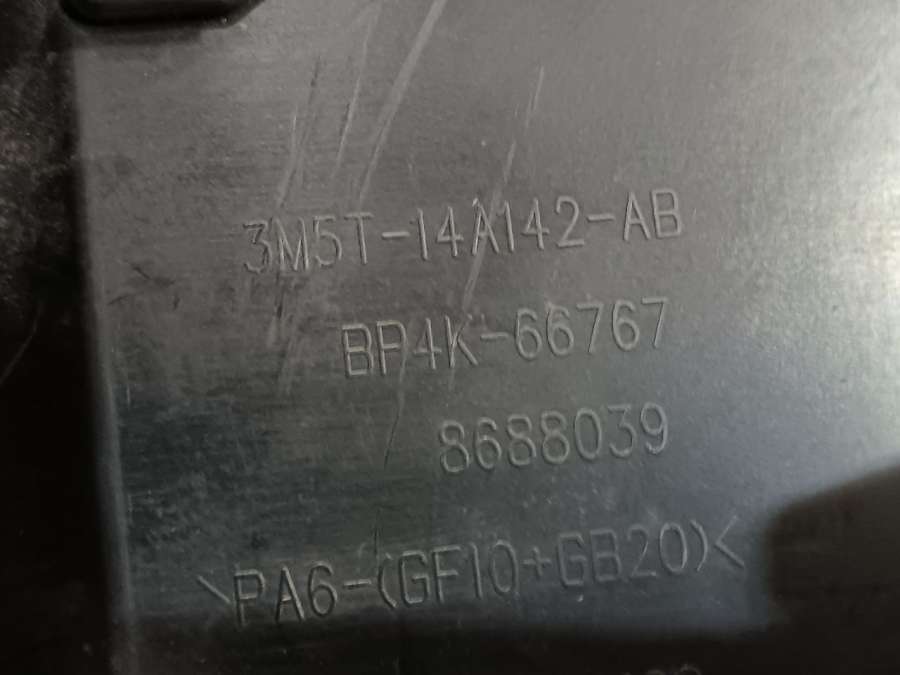 3M5T-14A142-AB
BP4K-66767
8688039
>PA6-(GF10+GB20)<